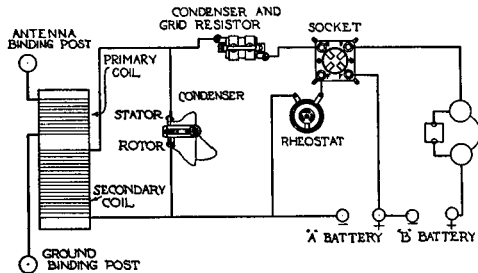 CONDENSER AND
GRID RESISTOR
SOCKET
ANTENNA
BINDING POST
PRIMARY
COIL
CONDENSER
STATOR
ROTOR
RHEOSTAT
SECONDARY
COIL
"A" BATTERY
"B" BATTERY
GROUND
BINDING POST